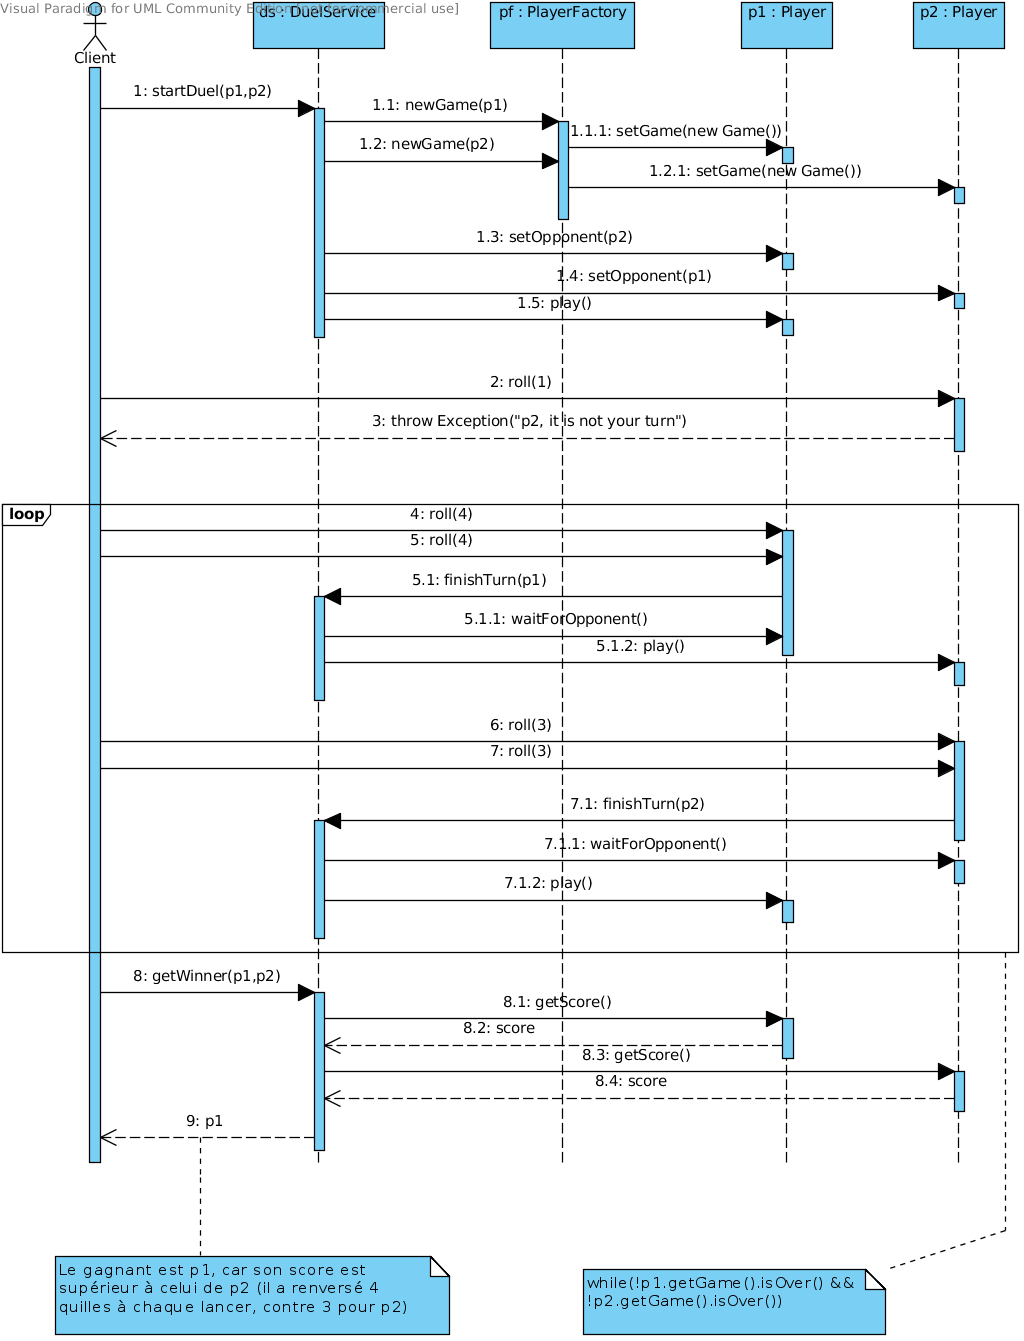 Visual Paradigm for UML Community Edition [not for commercial use]
ds : DuelService
pf : PlayerFactory
p1 : Player
p2 : Player
Client
1: startDuel(p1,p2)
1.1: newGame(p1)
1.1.1: setGame(new Game())
1.2: newGame(p2)
1.2.1: setGame(new Game())
1.3: setOpponent(p2)
1.4: setOpponent(p1)
1.5: play()
2: roll(1)
3: throw Exception("p2, it is not your turn")
loop
4: roll(4)
5: roll(4)
5.1: finishTurn(p1)
5.1.1: waitForOpponent()
5.1.2: play()
6: roll(3)
7: roll(3)
7.1: finishTurn(p2)
7.1.1: waitForOpponent()
7.1.2: play()
8: getWinner(p1,p2)
8.1: getScore()
8.2: score
8.3: getScore()
8.4: score
9: p1
Le gagnant est p1, car son score est
supérieur à celui de p2 (il a renversé 4
quilles à chaque lancer, contre 3 pour p2)
while(!p1.getGame().isOver() &&
!p2.getGame().isOver())